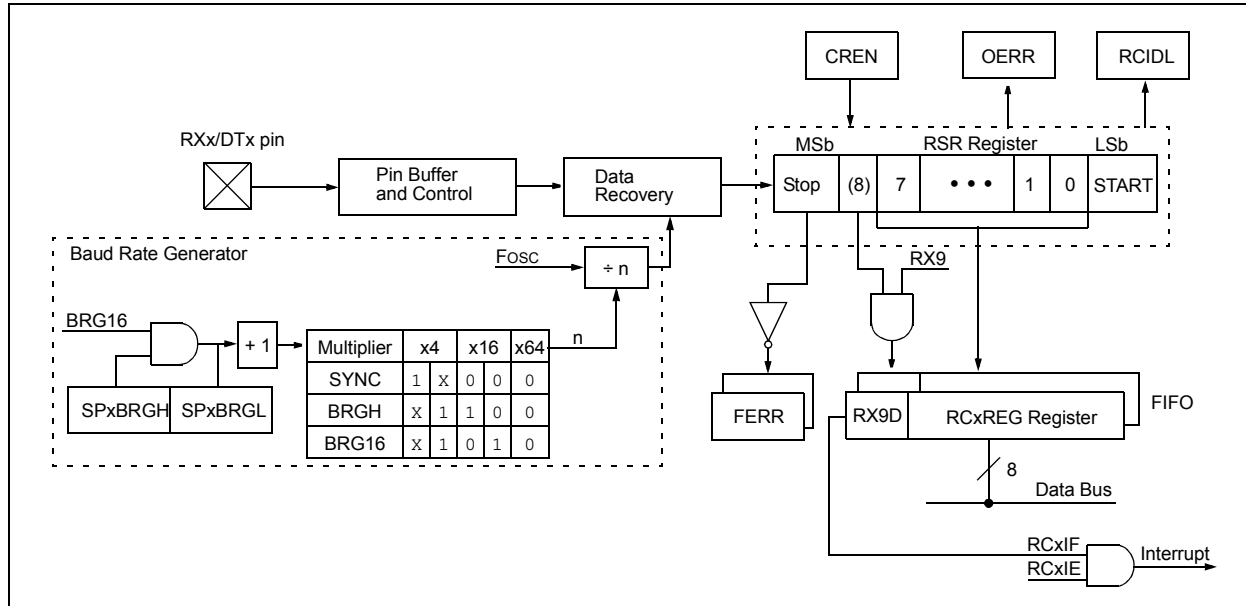 CREN
OERR
RCIDL
RXx/DTx pin
Pin Buffer
and Control
Data
Recovery
MSb
RSR Register
LSb
Stop (8) 7 • • • 1 0 START
Baud Rate Generator
FOSC
÷ n
RX9
BRG16
+ 1
n
SPxBRGH SPxBRGL
Multiplier x4 x16 x64
SYNC 1 X 0 0 0
BRGH X 1 1 0 0
BRG16 X 1 0 1 0
FERR
RX9D
RCxREG Register
FIFO
8
Data Bus
RCxIF
RCxIE
Interrupt